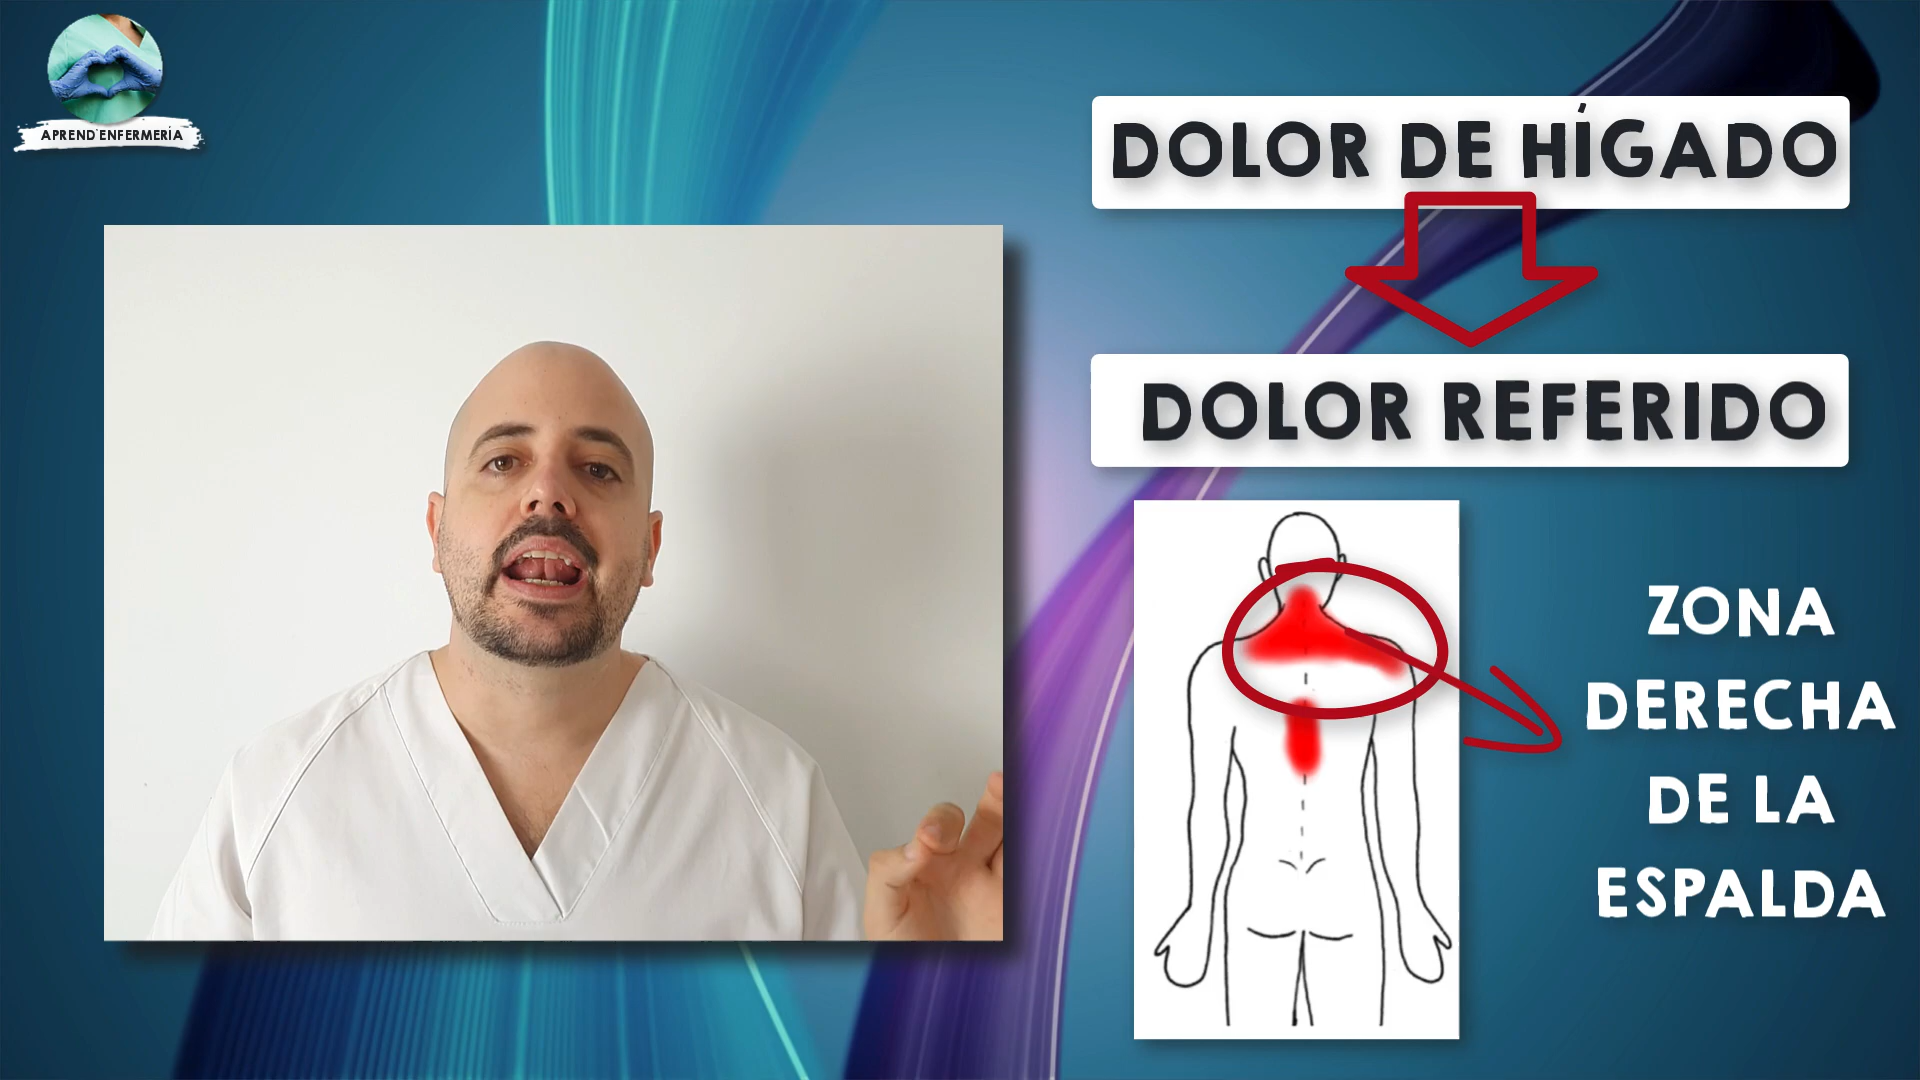 APREND ENFERMERÍA
DOLOR DE HÍGADO
DOLOR REFERIDO
ZONA
DERECHA
DE LA
ESPALDA